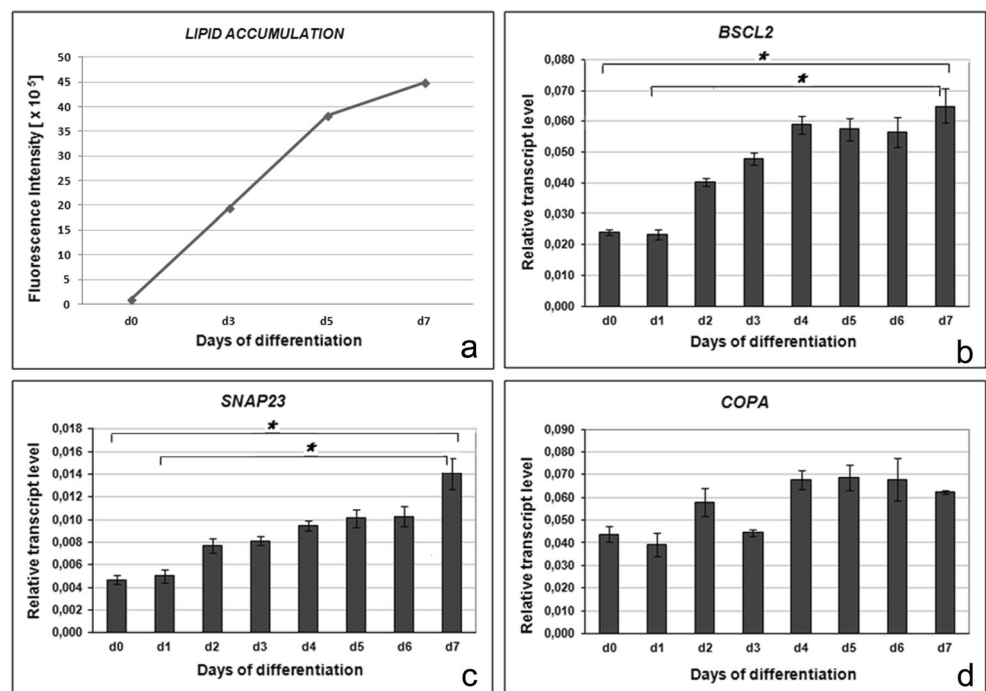 LIPID ACCUMULATION
Fluorescence Intensity [ x 10 5]
50
45
40
35
30
25
20
15
10
5
0
d0 d3 d5 d7
Days of differentiation
a
BSCL2
Relative transcript level
0,080
0,070
0,060
0,050
0,040
0,030
0,020
0,010
0,000
* 
*
d0 d1 d2 d3 d4 d5 d6 d7
Days of differentiation
b
SNAP23
Relative transcript level
0,018
0,016
0,014
0,012
0,010
0,008
0,006
0,004
0,002
0,000
*
*
d0 d1 d2 d3 d4 d5 d6 d7
Days of differentiation
c
COPA
Relative transcript level
0,090
0,080
0,070
0,060
0,050
0,040
0,030
0,020
0,010
0,000
d0 d1 d2 d3 d4 d5 d6 d7
Days of differentiation
d